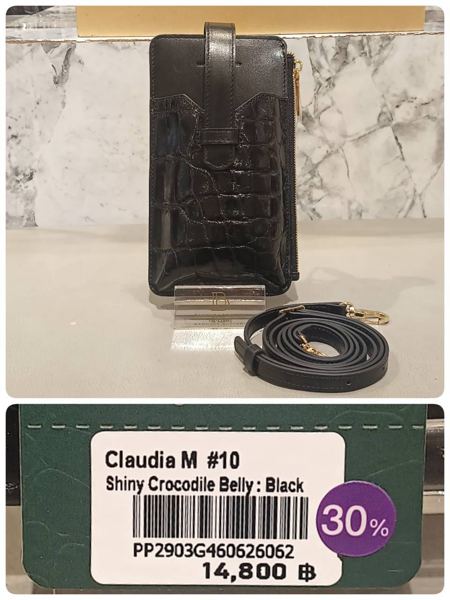 Claudia M #10
Shiny Crocodile Belly : Black
PP2903G460626062
14,800 ฿
30%